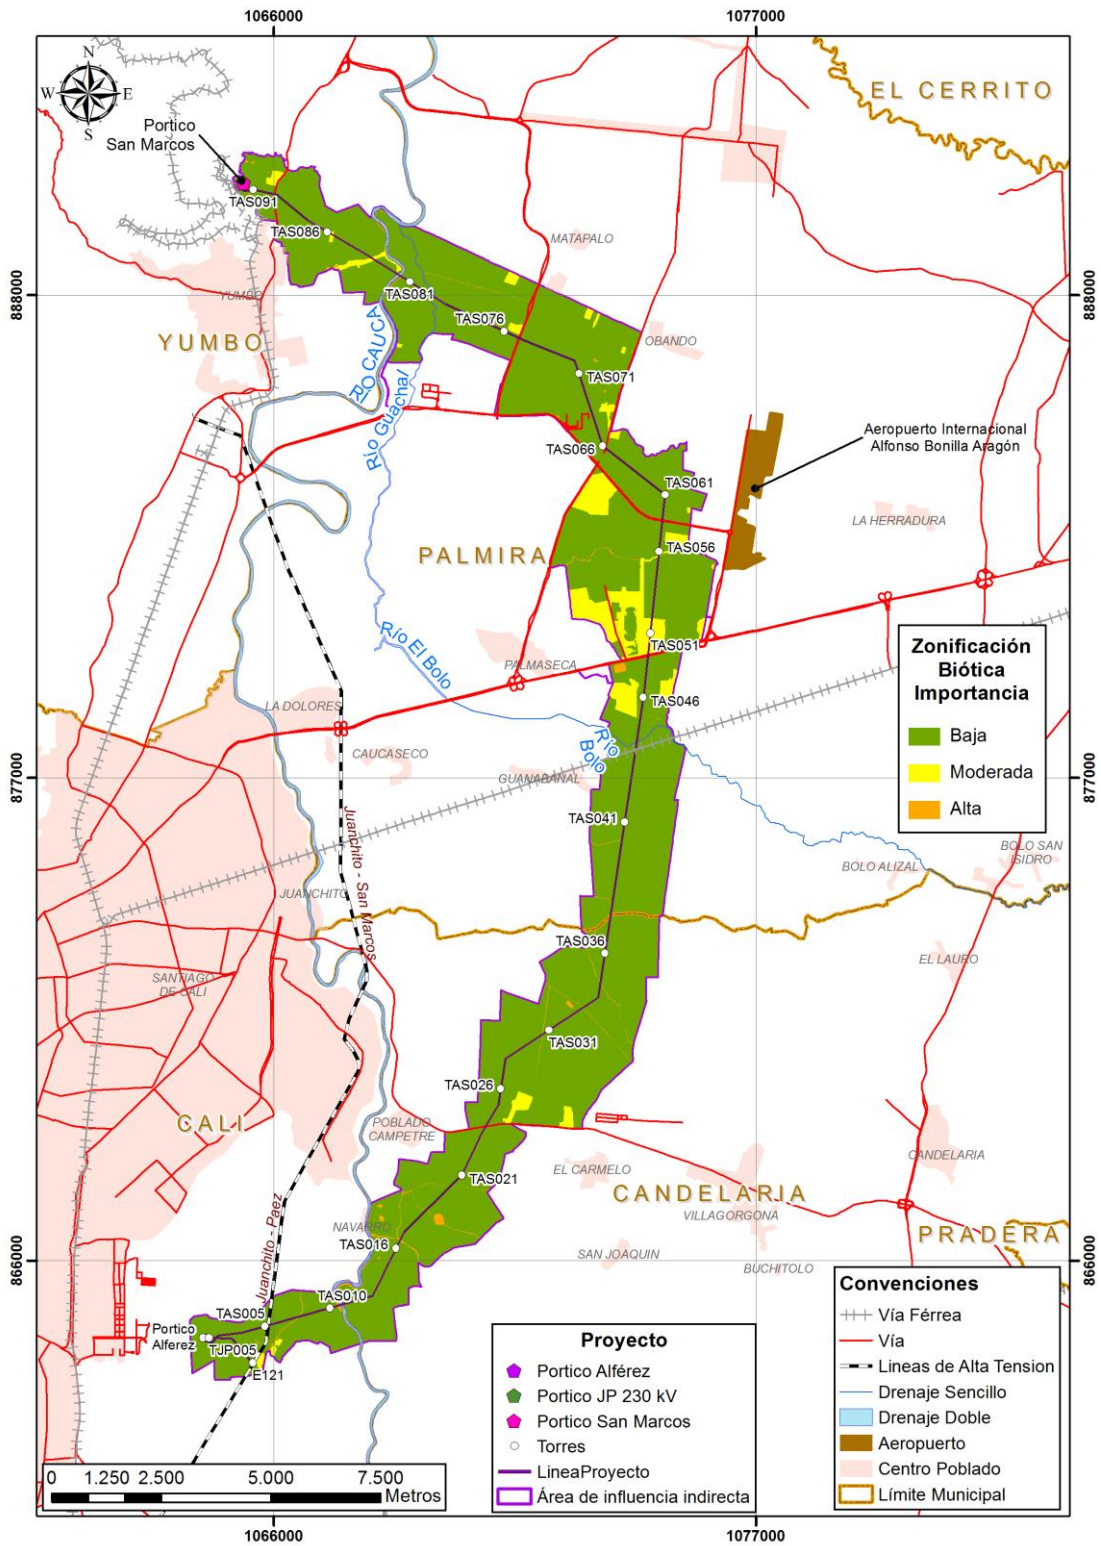 1066000
1077000
N
W
E
S
EL CERRITO
Portico
San Marcos
TAS091
TAS086
MATAPALO
888000
888000
TAS081
YUMBO
TAS076
YUMBO
RÍO CAUCA
OBANDO
TAS071
Río Guachal
Aeropuerto Internacional
Alfonso Bonilla Aragón
TAS066
TAS061
LA HERRADURA
PALMIRA
TAS056
Río El Bolo
TAS051
PALMASECA
Zonificación
Biótica
Importancia
Baja
Moderada
Alta
TAS046
LA DOLORES
Río
Bolo
CAUCASECO
877000
877000
GUANABANAL
TAS041
Juanchito - San Marcos
BOLO SAN
ISIDRO
BOLO ALIZAL
JUANCHITO
TAS036
EL LAURO
SANTIAGO
DE CALI
TAS031
TAS026
CALI
POBLADO
CAMPETRE
CANDELARIA
EL CARMELO
TAS021
CANDELARIA
VILLAGORGONA
Juanchito - Paez
NAVARRO
PRADERA
TAS016
SAN JOAQUIN
BUCHITOLO
866000
866000
TAS010
TAS005
Portico
Alferez
TJP005
E121
Proyecto
Portico Alférez
Portico JP 230 kV
Portico San Marcos
Torres
LineaProyecto
Área de influencia indirecta
Convenciones
Vía Férrea
Vía
Lineas de Alta Tension
Drenaje Sencillo
Drenaje Doble
Aeropuerto
Centro Poblado
Límite Municipal
0 1.250 2.500 5.000 7.500
Metros
1066000
1077000